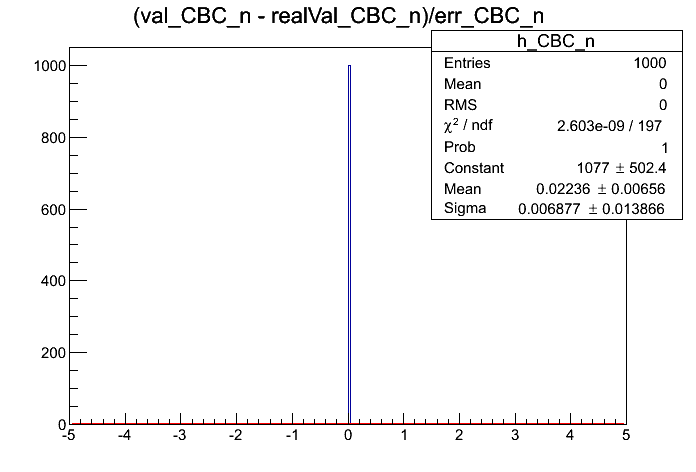 (val_CBC_n - realVal_CBC_n)/err_CBC_n
h_CBC_n
Entries 1000
Mean 0
RMS 0
χ² / ndf 2.603e-09 / 197
Prob 1
Constant 1077 ± 502.4
Mean 0.02236 ± 0.00656
Sigma 0.006877 ± 0.013866
1000
800
600
400
200
0
-5 -4 -3 -2 -1 0 1 2 3 4 5